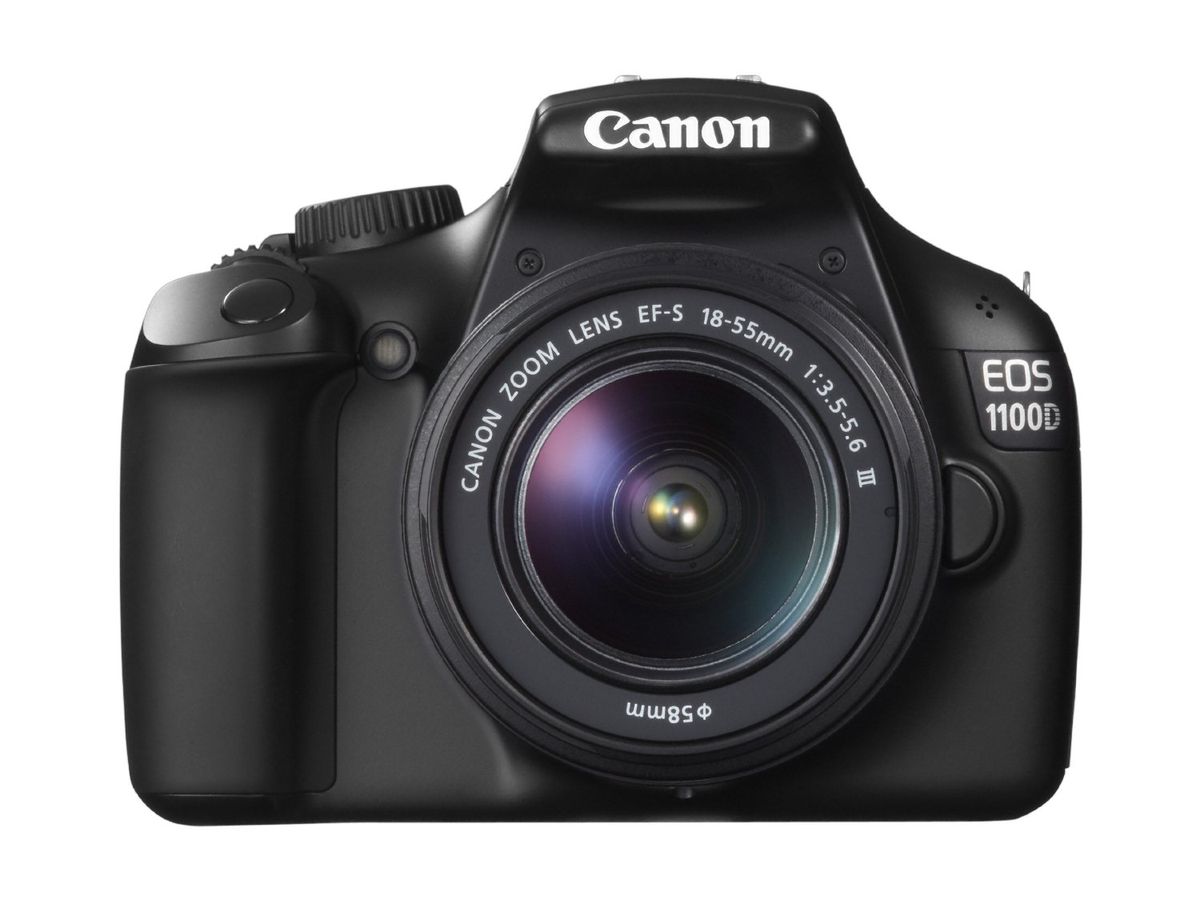 Canon
CANON ZOOM LENS EF-S 18-55mm 1:3.5-5.6 III
EOS
1100D
Φ58mm